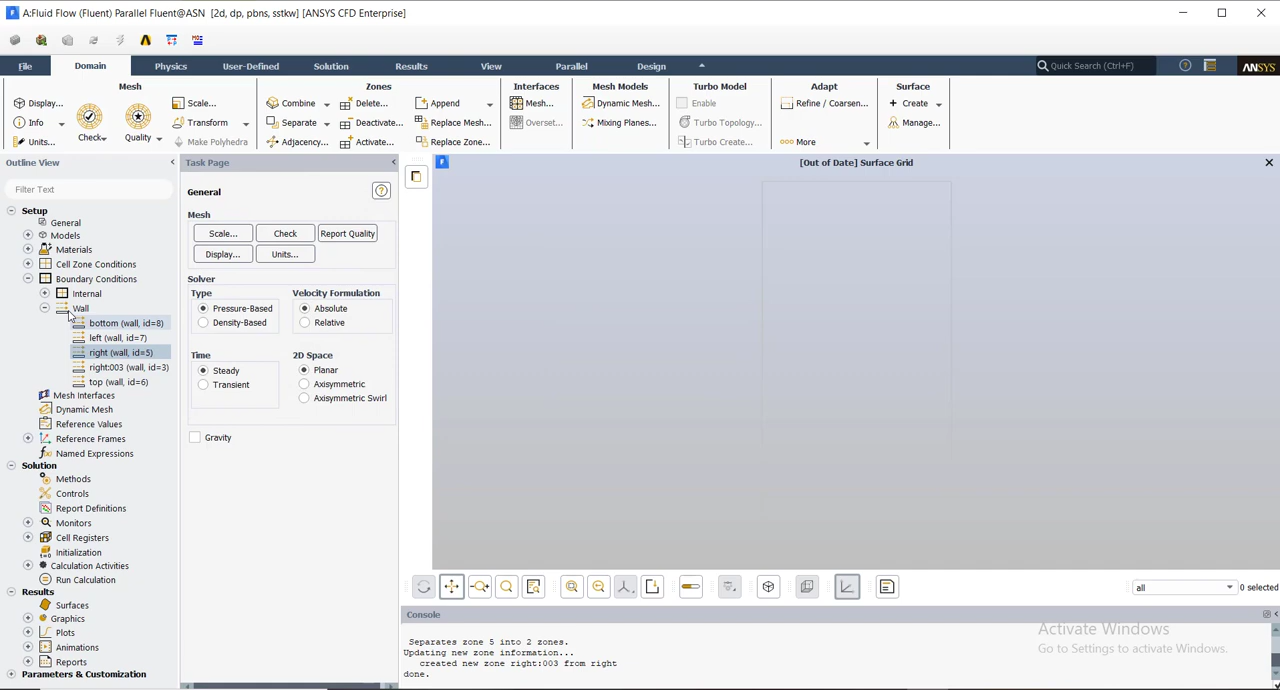 A:Fluid Flow (Fluent) Parallel Fluent@ASN [2d, dp, pbns, sstkw] [ANSYS CFD Enterprise]
File Domain Physics User-Defined Solution Results View Parallel Design Quick Search (Ctrl+F) ANSYS
Mesh Zones Interfaces Mesh Models Turbo Model Adapt Surface
Display... Scale... Combine Delete... Append Mesh... Dynamic Mesh... Enable Refine / Coarsen... Create
Info Transform Separate Deactivate... Replace Mesh... Overset... Mixing Planes... Turbo Topology... Manage...
Units... Check Quality Make Polyhedra Adjacency... Activate... Replace Zone... Turbo Create... More
Outline View
Filter Text
Setup
General
Models
Materials
Cell Zone Conditions
Boundary Conditions
Internal
Wall
bottom (wall, id=8)
left (wall, id=7)
right (wall, id=5)
right:003 (wall, id=3)
top (wall, id=6)
Mesh Interfaces
Dynamic Mesh
Reference Values
Reference Frames
Named Expressions
Solution
Methods
Controls
Report Definitions
Monitors
Cell Registers
Initialization
Calculation Activities
Run Calculation
Results
Surfaces
Graphics
Plots
Animations
Reports
Parameters & Customization
Task Page
General
Mesh
Scale... Check Report Quality
Display... Units...
Solver
Type Velocity Formulation
Pressure-Based Absolute
Density-Based Relative
Time 2D Space
Steady Planar
Transient Axisymmetric
Axisymmetric Swirl
Gravity
[Out of Date] Surface Grid
all 0 selected
Console
Separates zone 5 into 2 zones.
Updating new zone information...
created new zone right:003 from right
done.
Activate Windows
Go to Settings to activate Windows.